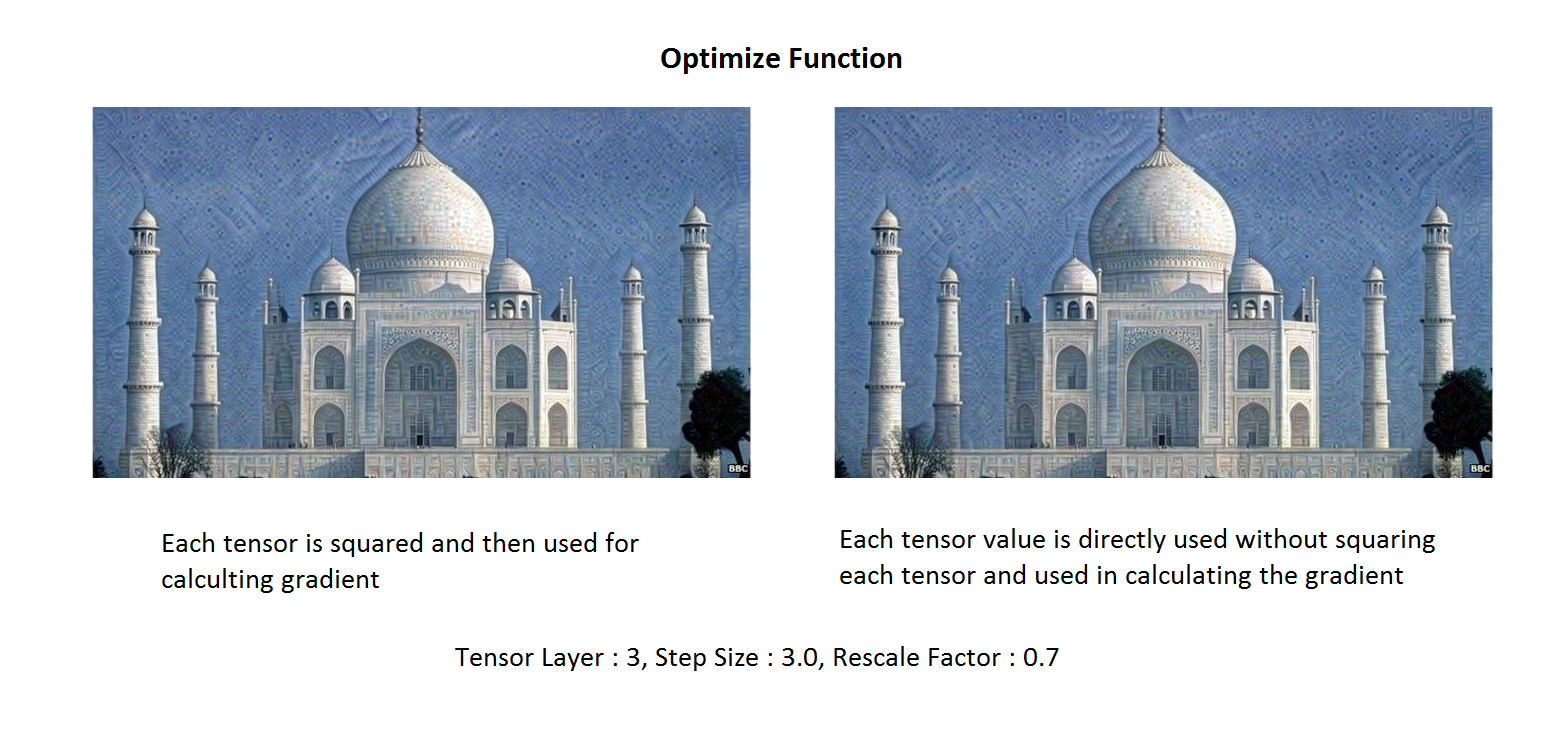 Optimize Function
BBC
BBC
Each tensor is squared and then used for
calculting gradient
Each tensor value is directly used without squaring
each tensor and used in calculating the gradient
Tensor Layer : 3, Step Size : 3.0, Rescale Factor : 0.7